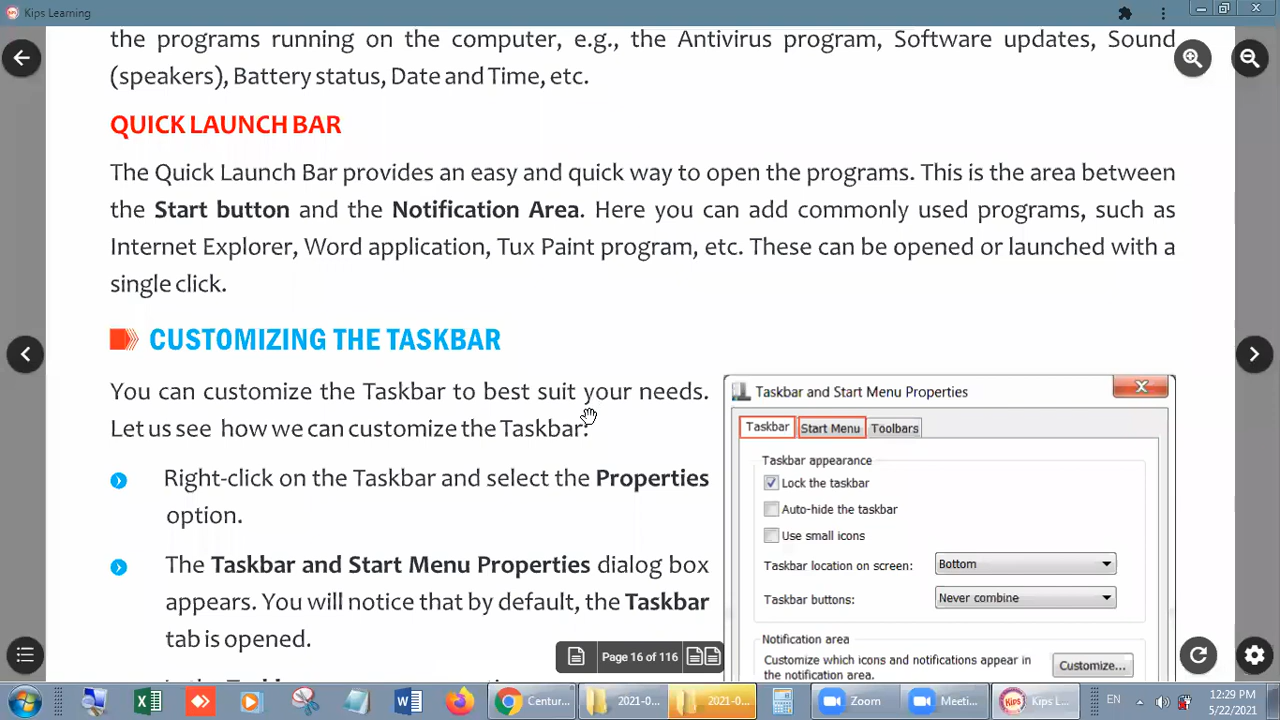 Kips Learning
the programs running on the computer, e.g., the Antivirus program, Software updates, Sound
(speakers), Battery status, Date and Time, etc.
QUICK LAUNCH BAR
The Quick Launch Bar provides an easy and quick way to open the programs. This is the area between
the Start button and the Notification Area. Here you can add commonly used programs, such as
Internet Explorer, Word application, Tux Paint program, etc. These can be opened or launched with a
single click.
CUSTOMIZING THE TASKBAR
You can customize the Taskbar to best suit your needs.
Let us see how we can customize the Taskbar:
Right-click on the Taskbar and select the Properties
option.
The Taskbar and Start Menu Properties dialog box
appears. You will notice that by default, the Taskbar
tab is opened.
Taskbar and Start Menu Properties
Taskbar Start Menu Toolbars
Taskbar appearance
Lock the taskbar
Auto-hide the taskbar
Use small icons
Taskbar location on screen: Bottom
Taskbar buttons: Never combine
Notification area
Customize which icons and notifications appear in
the notification area. Customize...
Page 16 of 116
Centur... 2021-0... 2021-0... Zoom Meeti... Kips L... EN 12:29 PM
5/22/2021